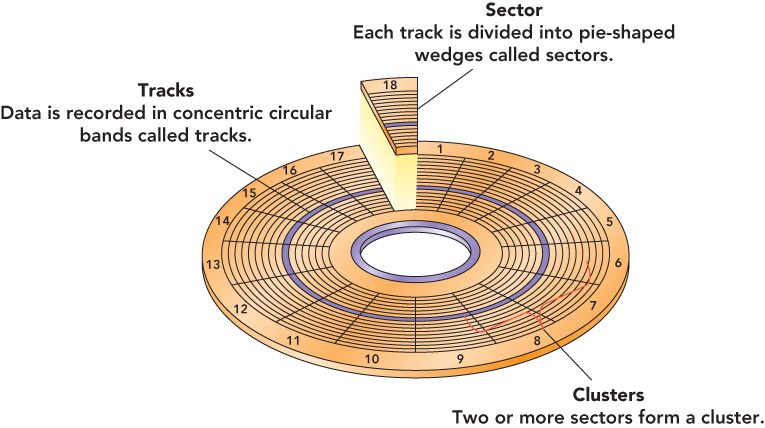 Sector
Each track is divided into pie-shaped
wedges called sectors.
Tracks
Data is recorded in concentric circular
bands called tracks.
18
1
2
3
4
5
6
7
8
9
10
11
12
13
14
15
16
17
Clusters
Two or more sectors form a cluster.